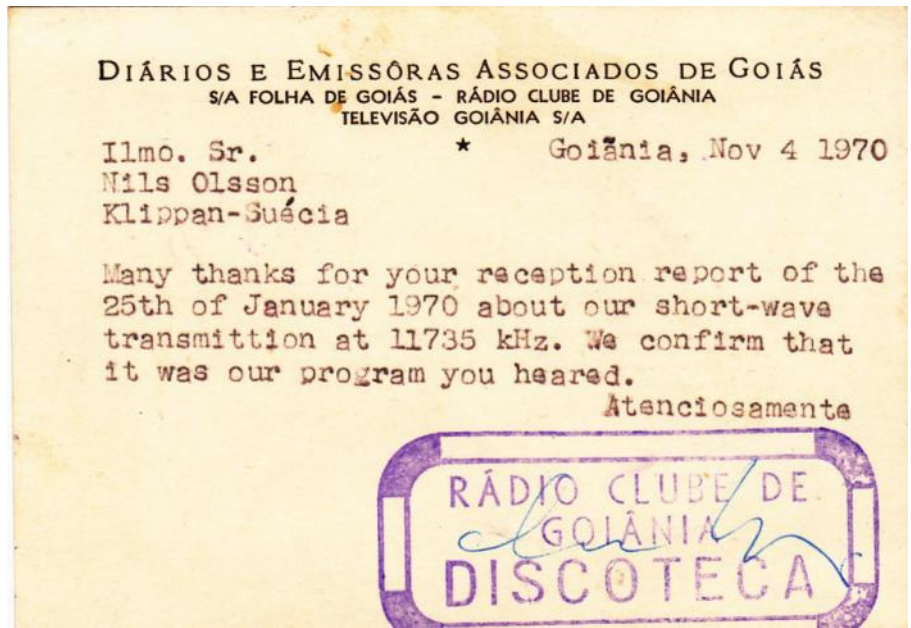 DIÁRIOS E EMISSÔRAS ASSOCIADOS DE GOIÁS
S/A FOLHA DE GOIÁS – RÁDIO CLUBE DE GOIÂNIA
TELEVISÃO GOIÂNIA S/A
Ilmo. Sr. * Goiãnia, Nov 4 1970
Nils Olsson
Klippan-Suécia
Many thanks for your reception report of the
25th of January 1970 about our short-wave
transmittion at 11735 kHz. We confirm that
it was our program you heared.
Atenciosamente
RÁDIO CLUBE DE
GOIÂNIA
DISCOTECA